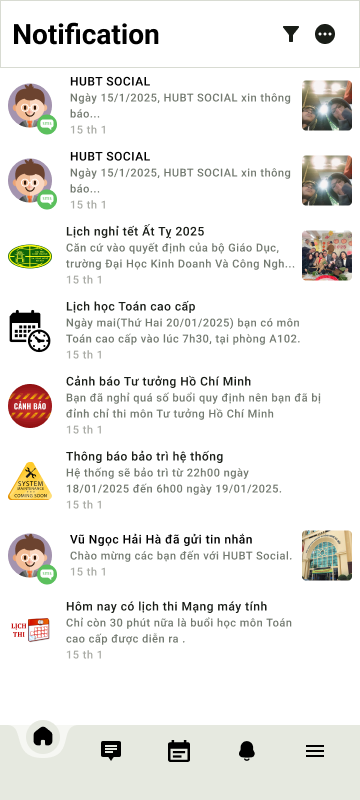 Notification
HUBT SOCIAL
Ngày 15/1/2025, HUBT SOCIAL xin thông
báo...
15 th 1
HUBT SOCIAL
Ngày 15/1/2025, HUBT SOCIAL xin thông
báo...
15 th 1
Lịch nghỉ tết Ất Tỵ 2025
Căn cứ vào quyết định của bộ Giáo Dục,
trường Đại Học Kinh Doanh Và Công Ngh...
15 th 1
Lịch học Toán cao cấp
Ngày mai(Thứ Hai 20/01/2025) bạn có môn
Toán cao cấp vào lúc 7h30, tại phòng A102.
15 th 1
CẢNH BÁO
Cảnh báo Tư tưởng Hồ Chí Minh
Bạn đã nghỉ quá số buổi quy định nên bạn đã bị
đỉnh chỉ thi môn Tư tưởng Hồ Chí Minh
15 th 1
SYSTEM
MAINTENANCE
COMING SOON
Thông báo bảo trì hệ thống
Hệ thống sẽ bảo trì từ 22h00 ngày
18/01/2025 đến 6h00 ngày 19/01/2025.
15 th 1
Vũ Ngọc Hải Hà đã gửi tin nhắn
Chào mừng các bạn đến với HUBT Social.
15 th 1
LỊCH
THI
Hôm nay có lịch thi Mạng máy tính
Chỉ còn 30 phút nữa là buổi học môn Toán
cao cấp được diễn ra .
15 th 1